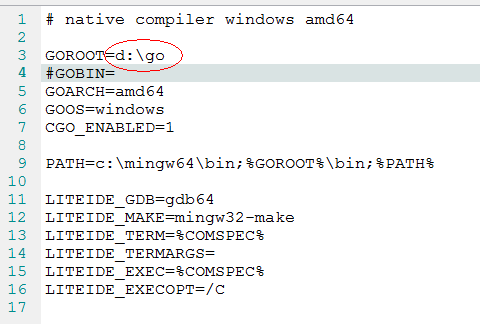 1 # native compiler windows amd64
2
3 GOROOT=d:\go
4 #GOBIN=
5 GOARCH=amd64
6 GOOS=windows
7 CGO_ENABLED=1
8
9 PATH=c:\mingw64\bin;%GOROOT%\bin;%PATH%
10
11 LITEIDE_GDB=gdb64
12 LITEIDE_MAKE=mingw32-make
13 LITEIDE_TERM=%COMSPEC%
14 LITEIDE_TERMARGS=
15 LITEIDE_EXEC=%COMSPEC%
16 LITEIDE_EXECOPT=/C
17